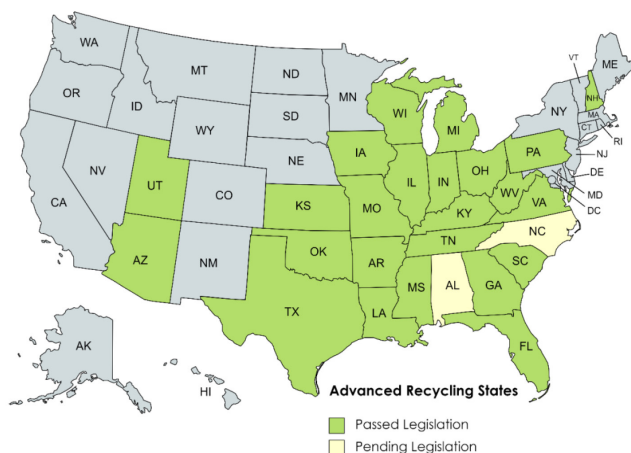 WA
MT
ND
MN
VT
ME
OR
ID
SD
WI
NY
NH
MA
WY
MI
CT
RI
IA
PA
NJ
NE
NV
OH
DE
UT
IL
IN
MD
CO
WV
CA
KS
MO
VA
DC
KY
NC
TN
AZ
OK
NM
AR
SC
MS
AL
GA
TX
LA
FL
AK
HI
Advanced Recycling States
Passed Legislation
Pending Legislation